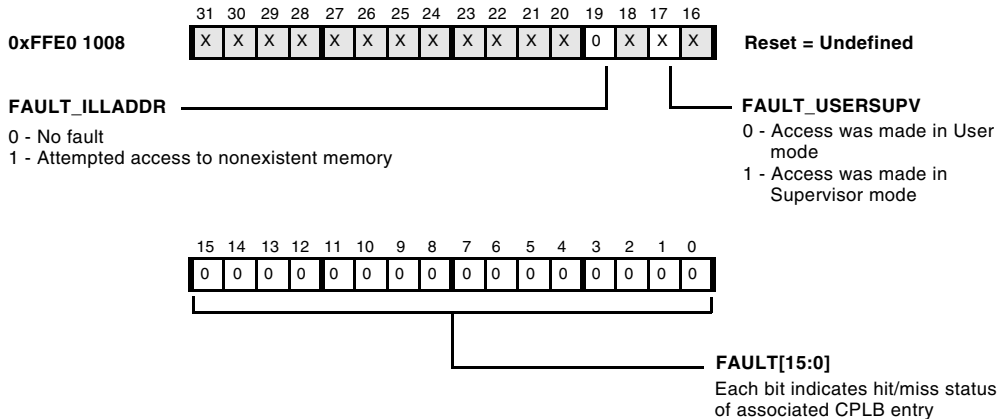 31 30 29 28 27 26 25 24 23 22 21 20 19 18 17 16
0xFFE0 1008 X X X X X X X X X X X X 0 X X X Reset = Undefined
FAULT_ILLADDR
0 - No fault
1 - Attempted access to nonexistent memory
FAULT_USERSUPV
0 - Access was made in User
mode
1 - Access was made in
Supervisor mode
15 14 13 12 11 10 9 8 7 6 5 4 3 2 1 0
0 0 0 0 0 0 0 0 0 0 0 0 0 0 0 0
FAULT[15:0]
Each bit indicates hit/miss status
of associated CPLB entry